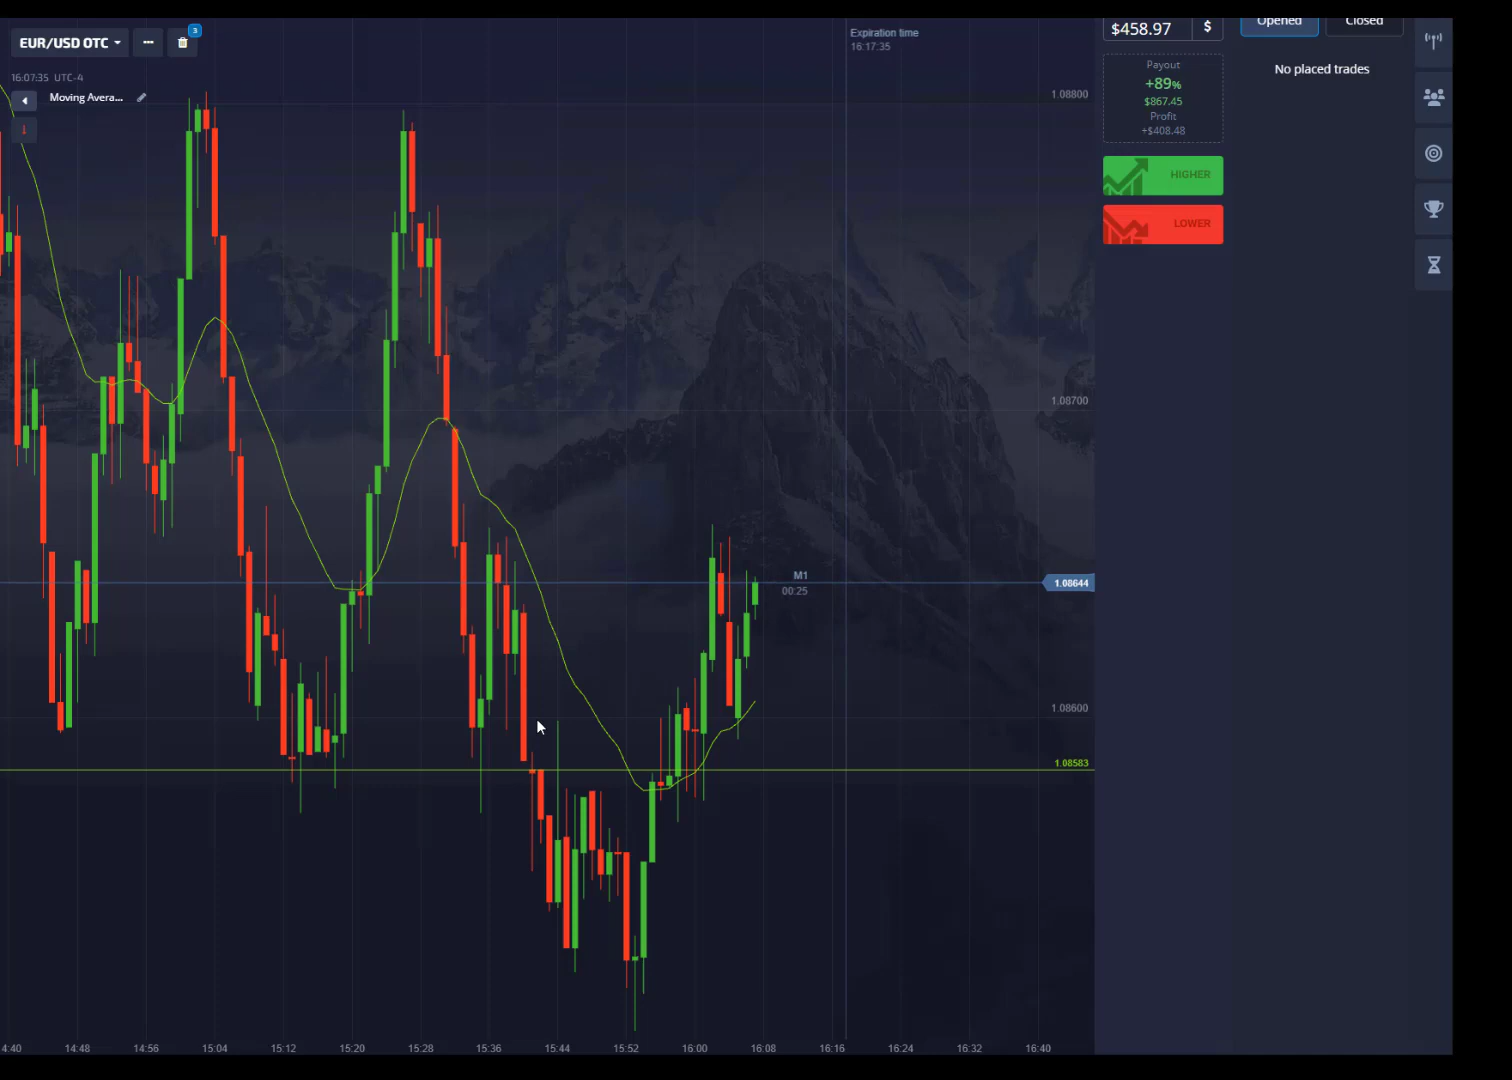 EUR/USD OTC
3
16:07:35 UTC-4
Moving Avera...
Expiration time
16:17:35
1.08800
1.08700
M1
00:25
1.08644
1.08600
1.08583
4:40 14:48 14:56 15:04 15:12 15:20 15:28 15:36 15:44 15:52 16:00 16:08 16:16 16:24 16:32 16:40
$458.97 $
Payout
+89%
$867.45
Profit
+$408.48
HIGHER
LOWER
Opened Closed
No placed trades